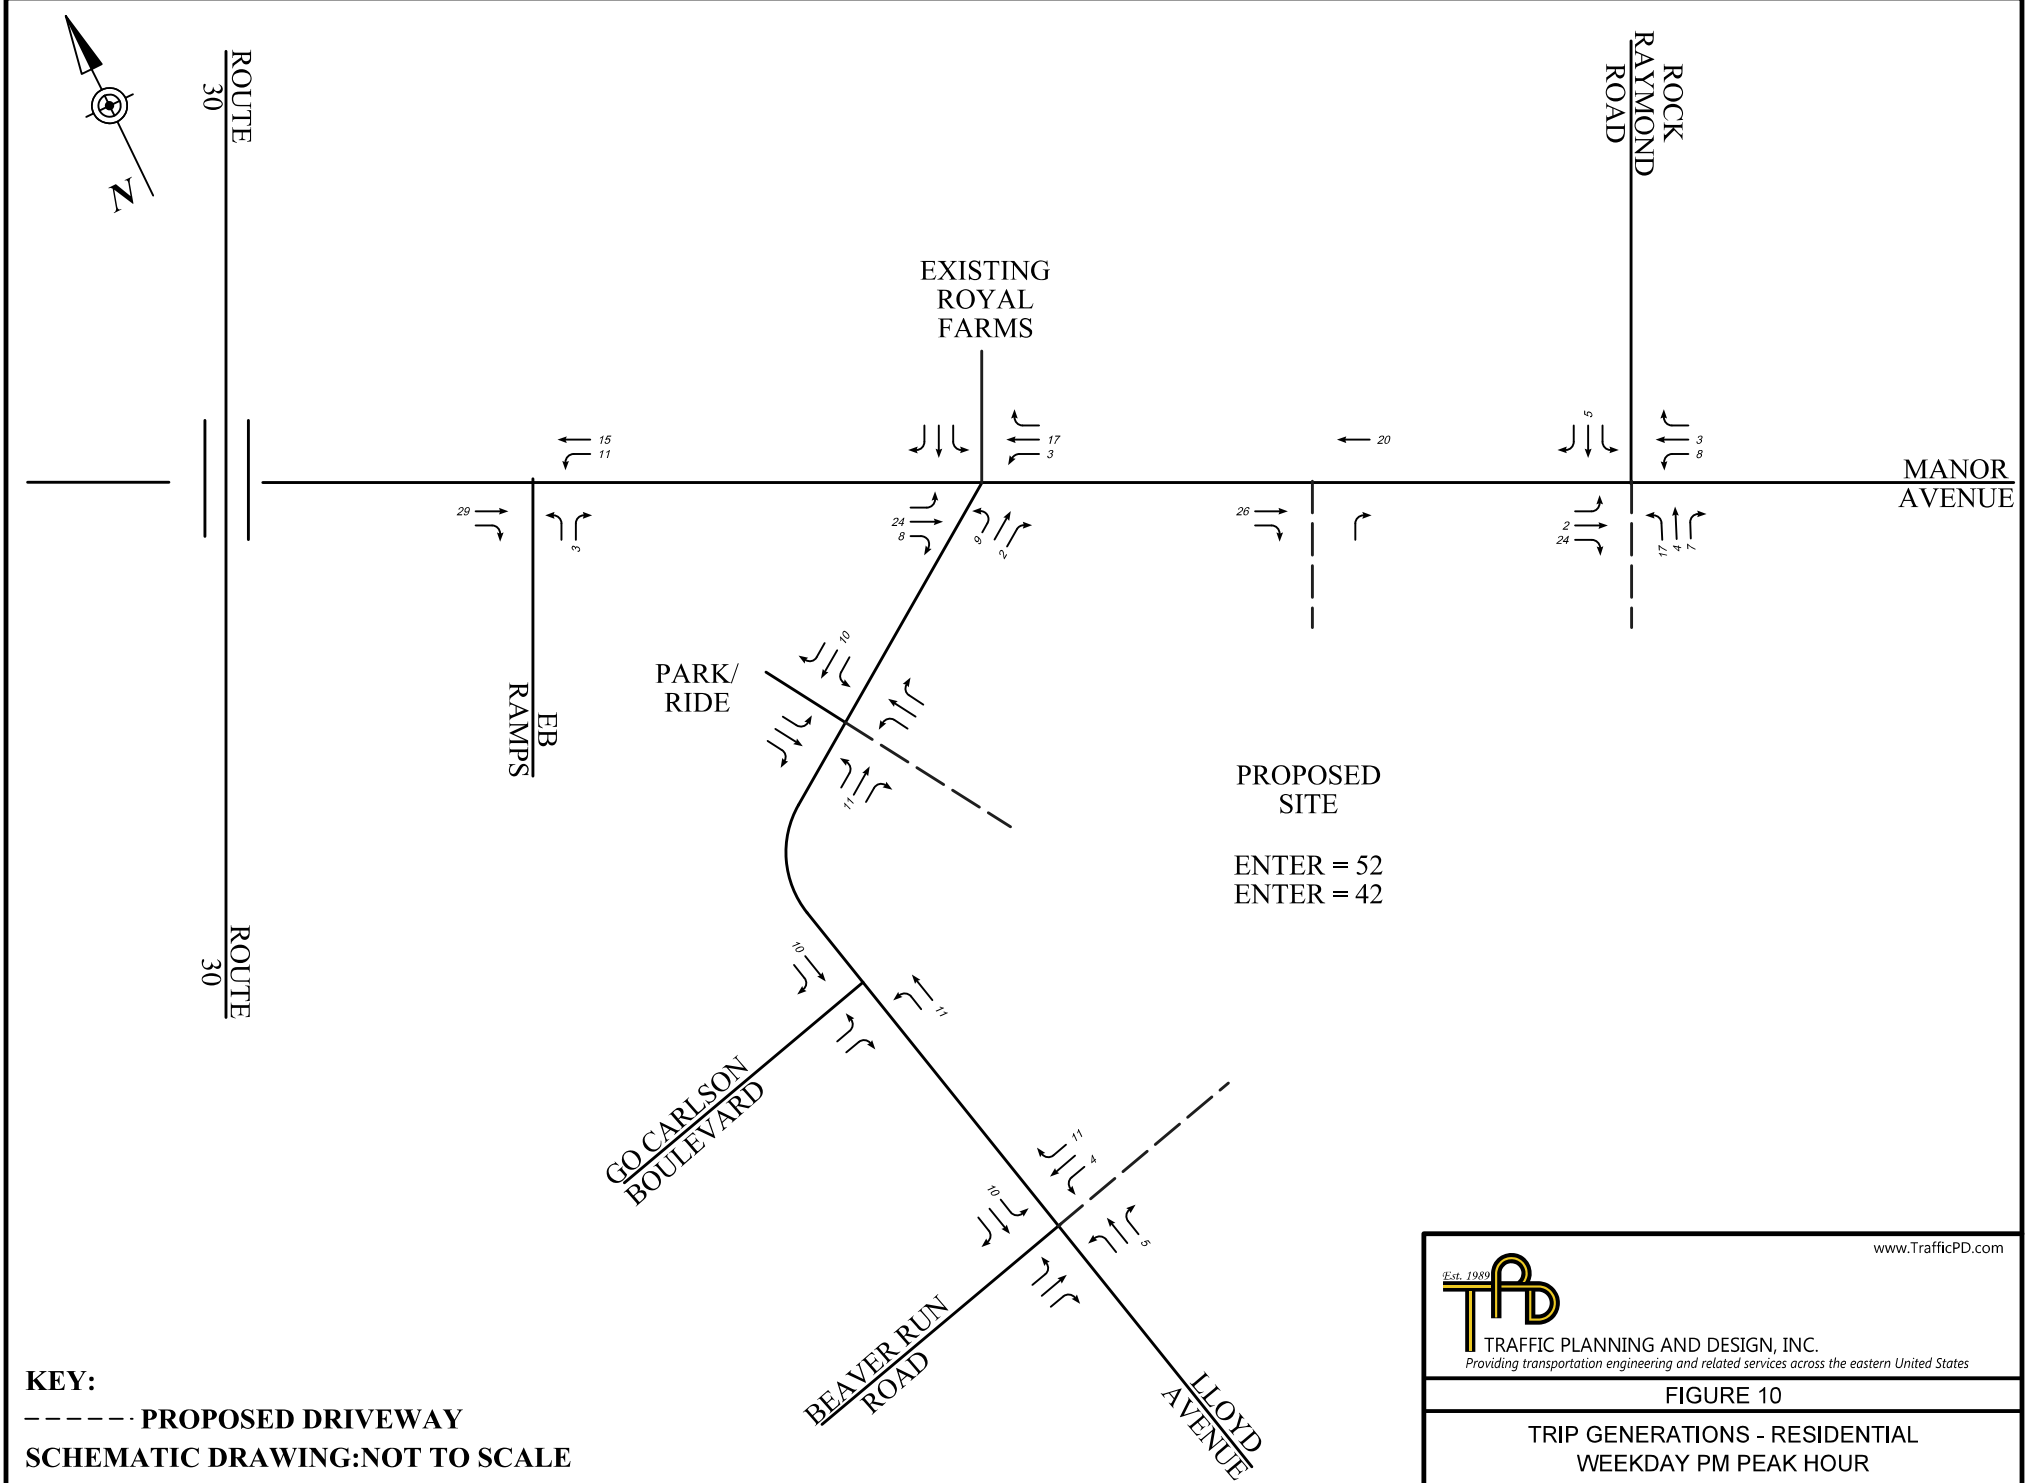 ROUTE
30
N
ROCK
RAYMOND
ROAD
EXISTING
ROYAL
FARMS
15
11
17
3
20
5
3
8
MANOR
AVENUE
29
3
24
8
9
2
26
2
24
17
4
7
PARK/
RIDE
10
11
EB
RAMPS
PROPOSED
SITE
ENTER = 52
ENTER = 42
ROUTE
30
10
11
GO CARLSON
BOULEVARD
11
4
10
5
BEAVER RUN
ROAD
LLOYD
AVENUE
KEY:
PROPOSED DRIVEWAY
SCHEMATIC DRAWING:NOT TO SCALE
www.TrafficPD.com
Est. 1989
TPD
TRAFFIC PLANNING AND DESIGN, INC.
Providing transportation engineering and related services across the eastern United States
FIGURE 10
TRIP GENERATIONS - RESIDENTIAL
WEEKDAY PM PEAK HOUR